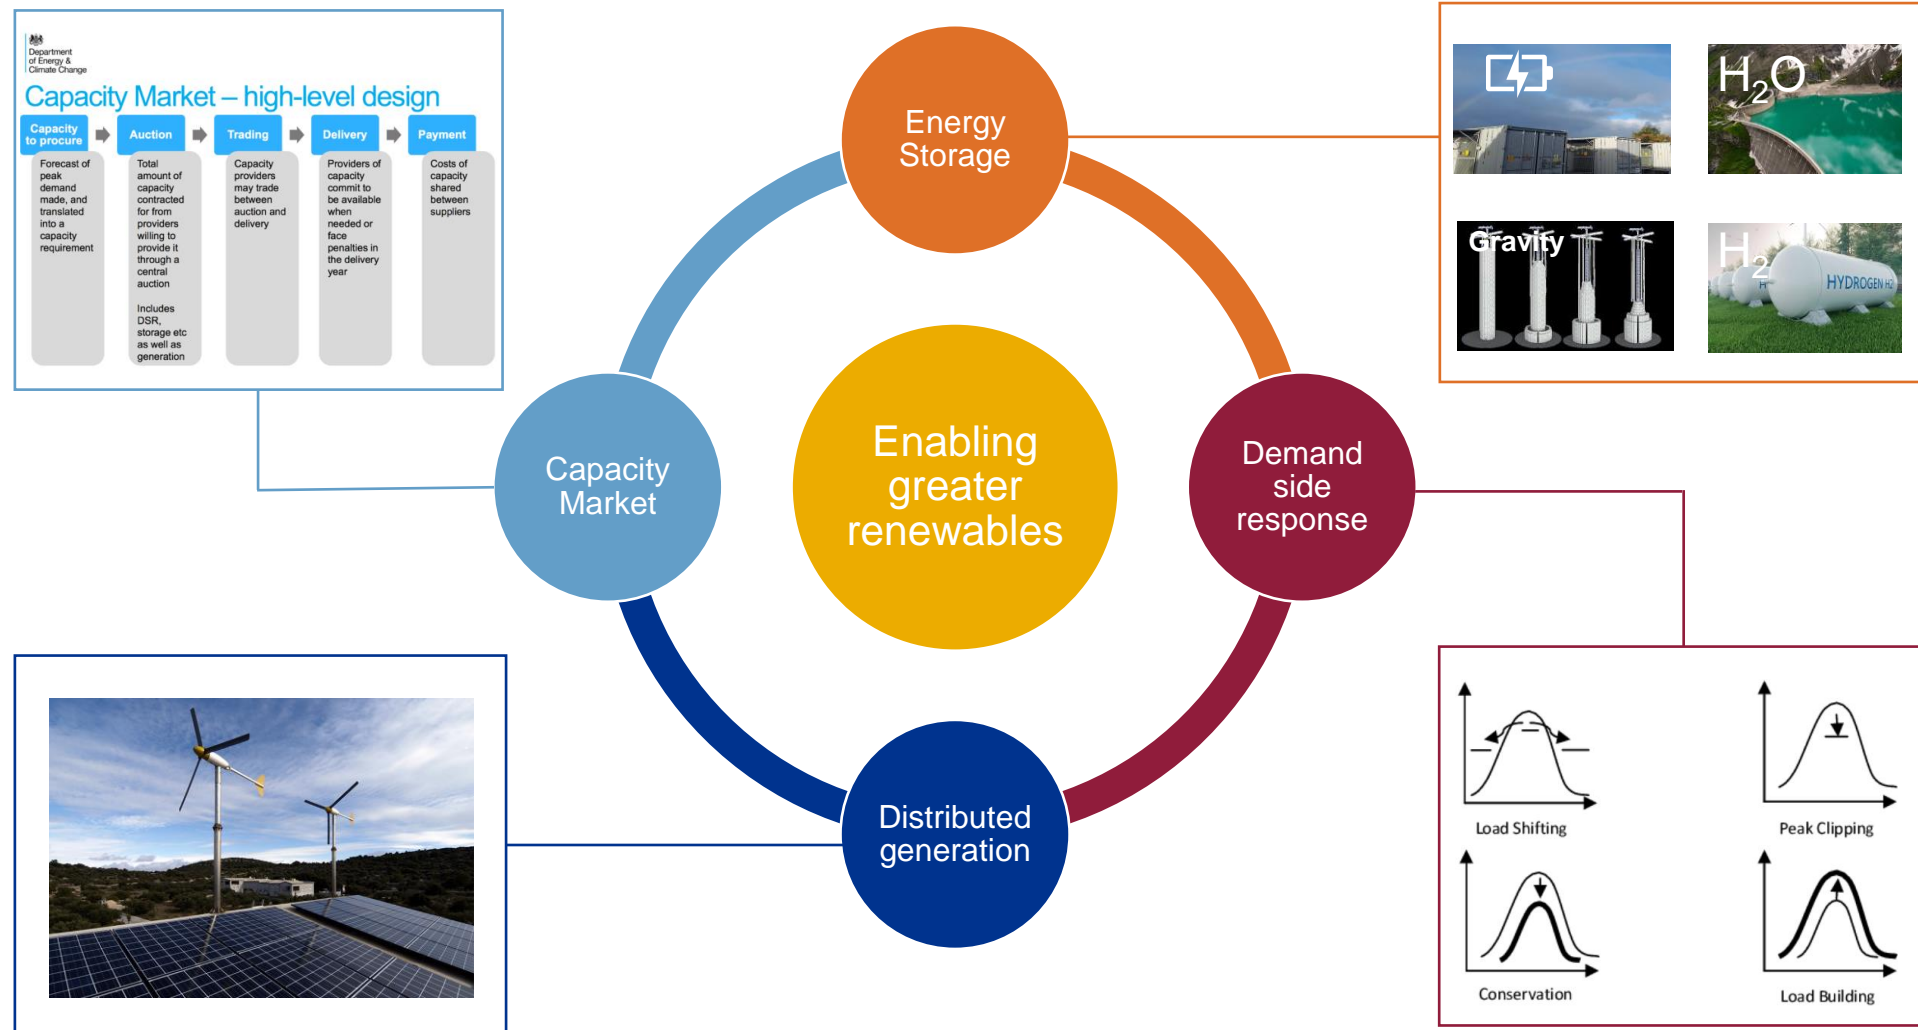 Department
of Energy &
Climate Change
Capacity Market – high-level design
Capacity
to procure
Auction
Trading
Delivery
Payment
Forecast of
peak
demand
made, and
translated
into a
capacity
requirement
Total
amount of
capacity
contracted
for from
providers
willing to
provide it
through a
central
auction
Includes
DSR,
storage etc
as well as
generation
Capacity
providers
may trade
between
auction and
delivery
Providers of
capacity
commit to
be available
when
needed or
face
penalties in
the delivery
year
Costs of
capacity
shared
between
suppliers
Energy
Storage
H₂O
Gravity
H₂
HYDROGEN H2
Capacity
Market
Enabling
greater
renewables
Demand
side
response
Distributed
generation
Load Shifting
Peak Clipping
Conservation
Load Building